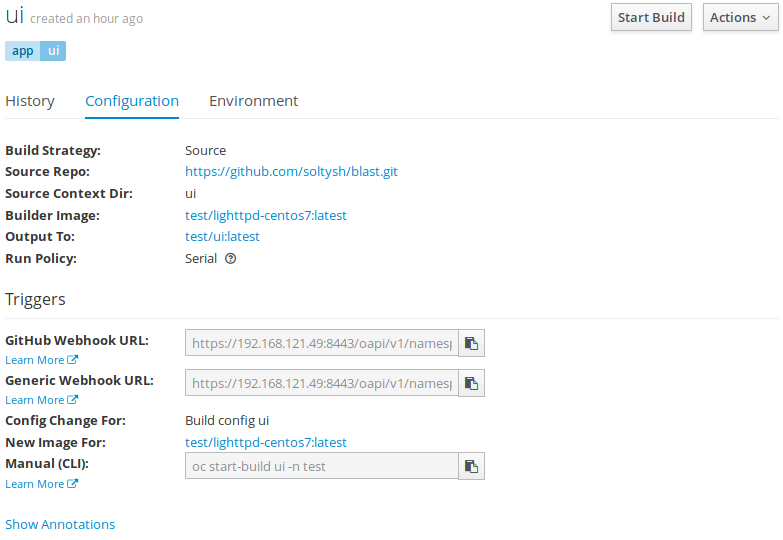 ui created an hour ago
Start Build
Actions
app ui
History Configuration Environment
Build Strategy: Source
Source Repo: https://github.com/soltysh/blast.git
Source Context Dir: ui
Builder Image: test/lighttpd-centos7:latest
Output To: test/ui:latest
Run Policy: Serial
Triggers
GitHub Webhook URL: https://192.168.121.49:8443/oapi/v1/namesp
Learn More
Generic Webhook URL: https://192.168.121.49:8443/oapi/v1/namesp
Learn More
Config Change For: Build config ui
New Image For: test/lighttpd-centos7:latest
Manual (CLI): oc start-build ui -n test
Learn More
Show Annotations